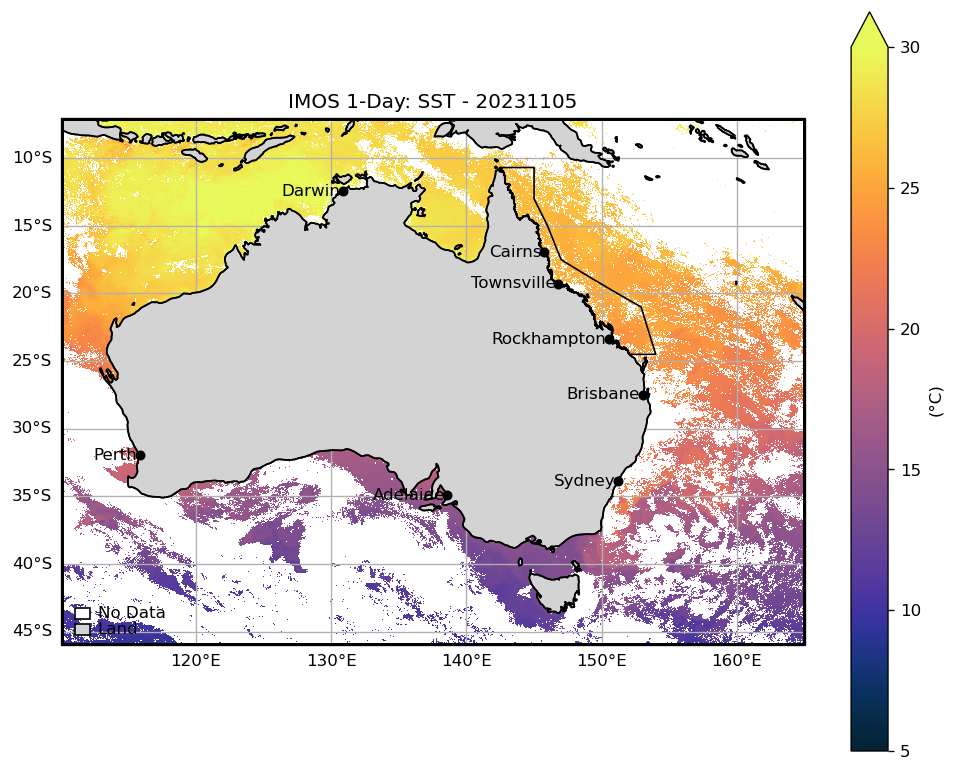 IMOS 1-Day: SST - 20231105
30
10°S
Darwin
25
15°S
Cairns
Townsville
20°S
20
Rockhampton
25°S
Brisbane
(°C)
30°S
Perth
15
Sydney
35°S
Adelaide
40°S
10
No Data
Land
45°S
120°E 130°E 140°E 150°E 160°E
5